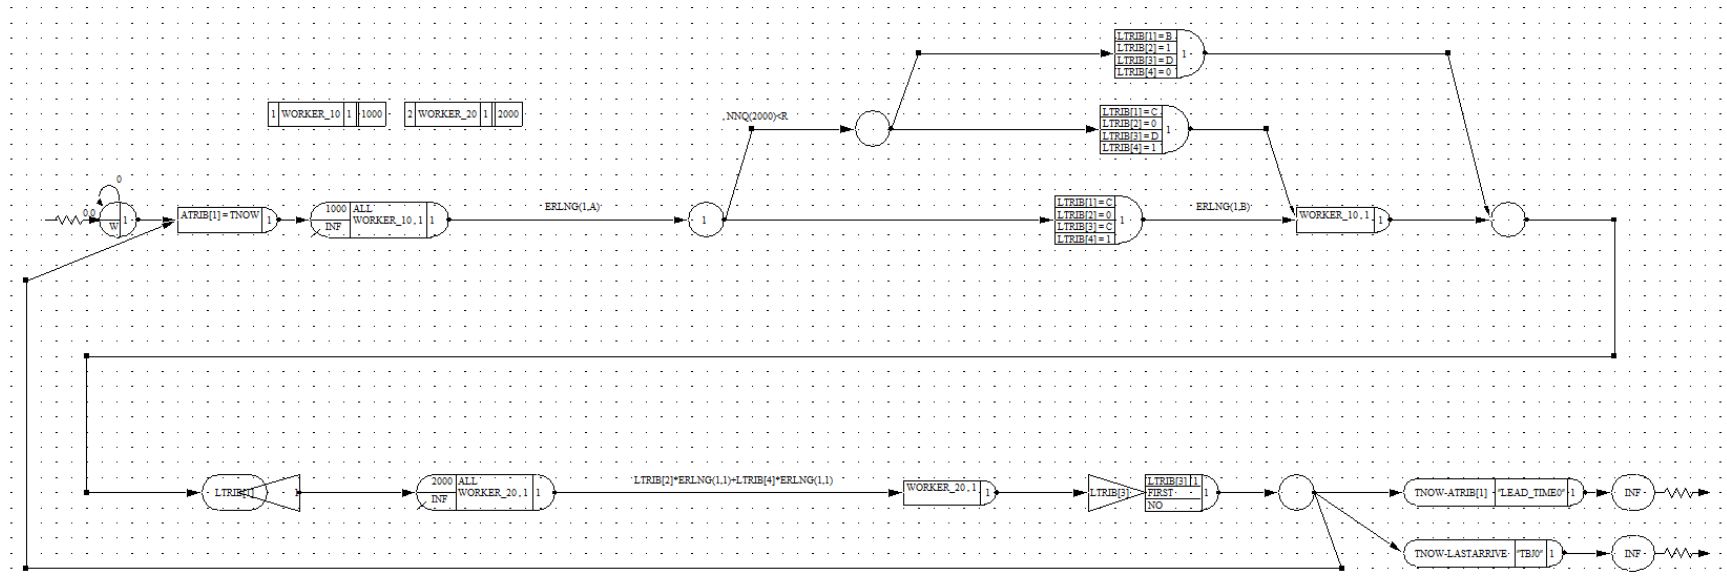 LTRIB[1] = B
LTRIB[2] = 1
LTRIB[3] = D
LTRIB[4] = 0
1
1 WORKER_10 1 1000
2 WORKER_20 1 2000
, NNQ(2000)<R
LTRIB[1] = C
LTRIB[2] = 0
LTRIB[3] = D
LTRIB[4] = 1
1
0
0,0
1
W
ATRIB[1] = TNOW 1
1000
INF
ALL
WORKER_10, 1
1
ERLNG(1,A)
1
LTRIB[1] = C
LTRIB[2] = 0
LTRIB[3] = C
LTRIB[4] = 1
1
ERLNG(1,B)
WORKER_10, 1
1
LTRIB[1]
1
2000
INF
ALL
WORKER_20, 1
1
LTRIB[2]*ERLNG(1,1)+LTRIB[4]*ERLNG(1,1)
WORKER_20, 1
1
LTRIB[3]
LTRIB[3] 1
FIRST
NO
1
TNOW-ATRIB[1] "LEAD_TIME0" 1
INF
TNOW-LASTARRIVE "TBJ0" 1
INF